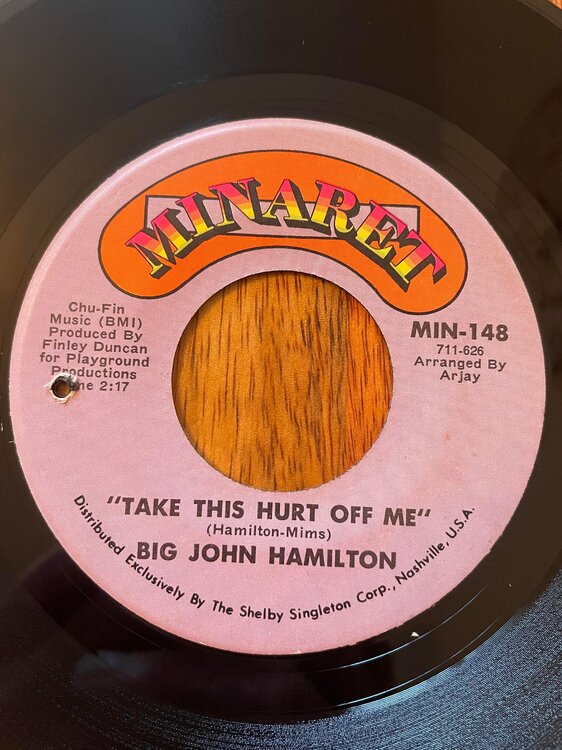 MINARET
Chu-Fin
Music (BMI)
Produced By
Finley Duncan
for Playground
Productions
2:17
MIN-148
711-626
Arranged By
Arjay
"TAKE THIS HURT OFF ME"
(Hamilton-Mims)
BIG JOHN HAMILTON
Distributed Exclusively By The Shelby Singleton Corp., Nashville, U.S.A.